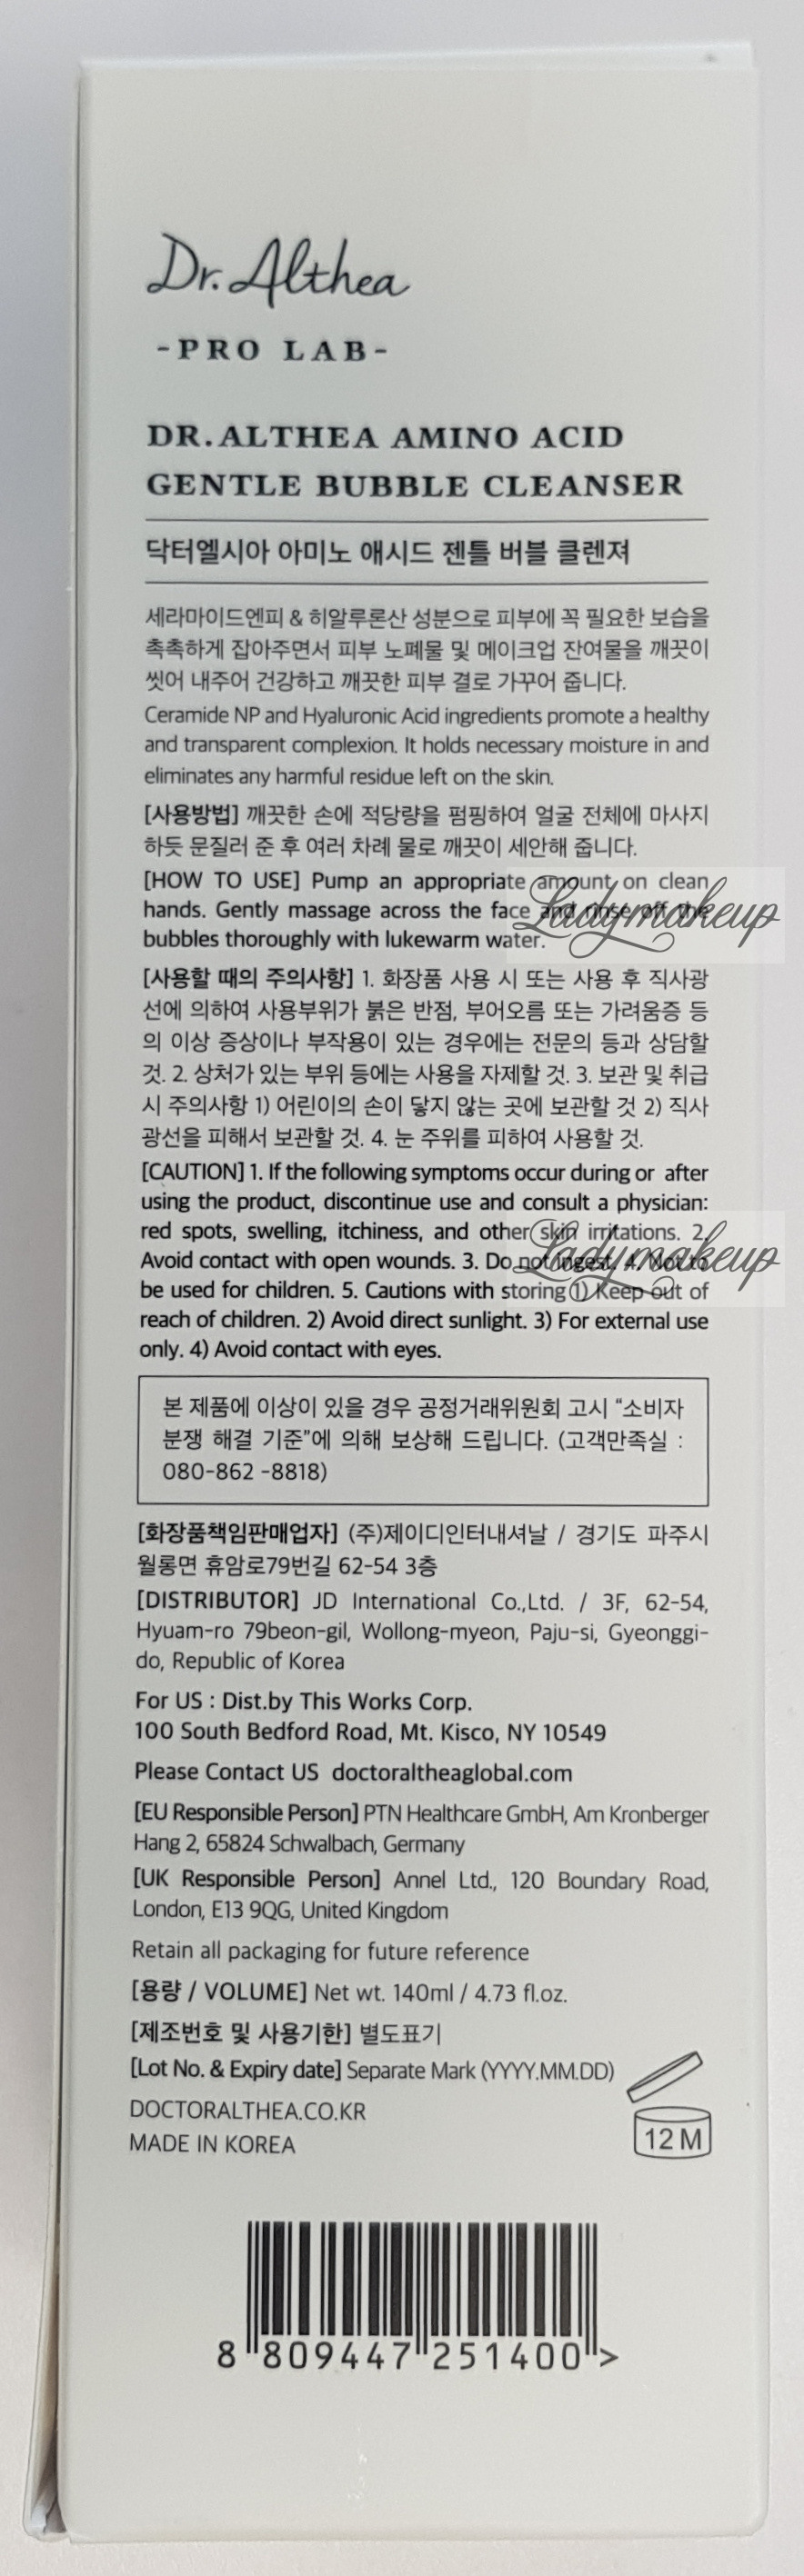 Dr. Althea
-PRO LAB-
DR.ALTHEA AMINO ACID
GENTLE BUBBLE CLEANSER
닥터엘시아 아미노 애시드 젠틀 버블 클렌져
세라마이드엔피 & 히알루론산 성분으로 피부에 꼭 필요한 보습을
촉촉하게 잡아주면서 피부 노폐물 및 메이크업 잔여물을 깨끗이
씻어 내주어 건강하고 깨끗한 피부 결로 가꾸어 줍니다.
Ceramide NP and Hyaluronic Acid ingredients promote a healthy
and transparent complexion. It holds necessary moisture in and
eliminates any harmful residue left on the skin.
[사용방법] 깨끗한 손에 적당량을 펌핑하여 얼굴 전체에 마사지
하듯 문질러 준 후 여러 차례 물로 깨끗이 세안해 줍니다.
[HOW TO USE] Pump an appropriate amount on clean
hands. Gently massage across the face and rinse off the
bubbles thoroughly with lukewarm water.
Ladymakeup
[사용할 때의 주의사항] 1. 화장품 사용 시 또는 사용 후 직사광
선에 의하여 사용부위가 붉은 반점, 부어오름 또는 가려움증 등
의 이상 증상이나 부작용이 있는 경우에는 전문의 등과 상담할
것. 2. 상처가 있는 부위 등에는 사용을 자제할 것. 3. 보관 및 취급
시 주의사항 1) 어린이의 손이 닿지 않는 곳에 보관할 것 2) 직사
광선을 피해서 보관할 것. 4. 눈 주위를 피하여 사용할 것.
[CAUTION] 1. If the following symptoms occur during or after
using the product, discontinue use and consult a physician:
red spots, swelling, itchiness, and other skin irritations. 2.
Avoid contact with open wounds. 3. Do not ingest. 4. Not to
be used for children. 5. Cautions with storing 1) Keep out of
reach of children. 2) Avoid direct sunlight. 3) For external use
only. 4) Avoid contact with eyes.
Ladymakeup
본 제품에 이상이 있을 경우 공정거래위원회 고시 “소비자
분쟁 해결 기준”에 의해 보상해 드립니다. (고객만족실 :
080-862 -8818)
[화장품책임판매업자] (주)제이디인터내셔날 / 경기도 파주시
월롱면 휴암로79번길 62-54 3층
[DISTRIBUTOR] JD International Co.,Ltd. / 3F, 62-54,
Hyuam-ro 79beon-gil, Wollong-myeon, Paju-si, Gyeonggi-
do, Republic of Korea
For US : Dist.by This Works Corp.
100 South Bedford Road, Mt. Kisco, NY 10549
Please Contact US doctoraltheaglobal.com
[EU Responsible Person] PTN Healthcare GmbH, Am Kronberger
Hang 2, 65824 Schwalbach, Germany
[UK Responsible Person] Annel Ltd., 120 Boundary Road,
London, E13 9QG, United Kingdom
Retain all packaging for future reference
[용량 / VOLUME] Net wt. 140ml / 4.73 fl.oz.
[제조번호 및 사용기한] 별도표기
[Lot No. & Expiry date] Separate Mark (YYYY.MM.DD)
DOCTORALTHEA.CO.KR
MADE IN KOREA
12 M
8 809447 251400 >